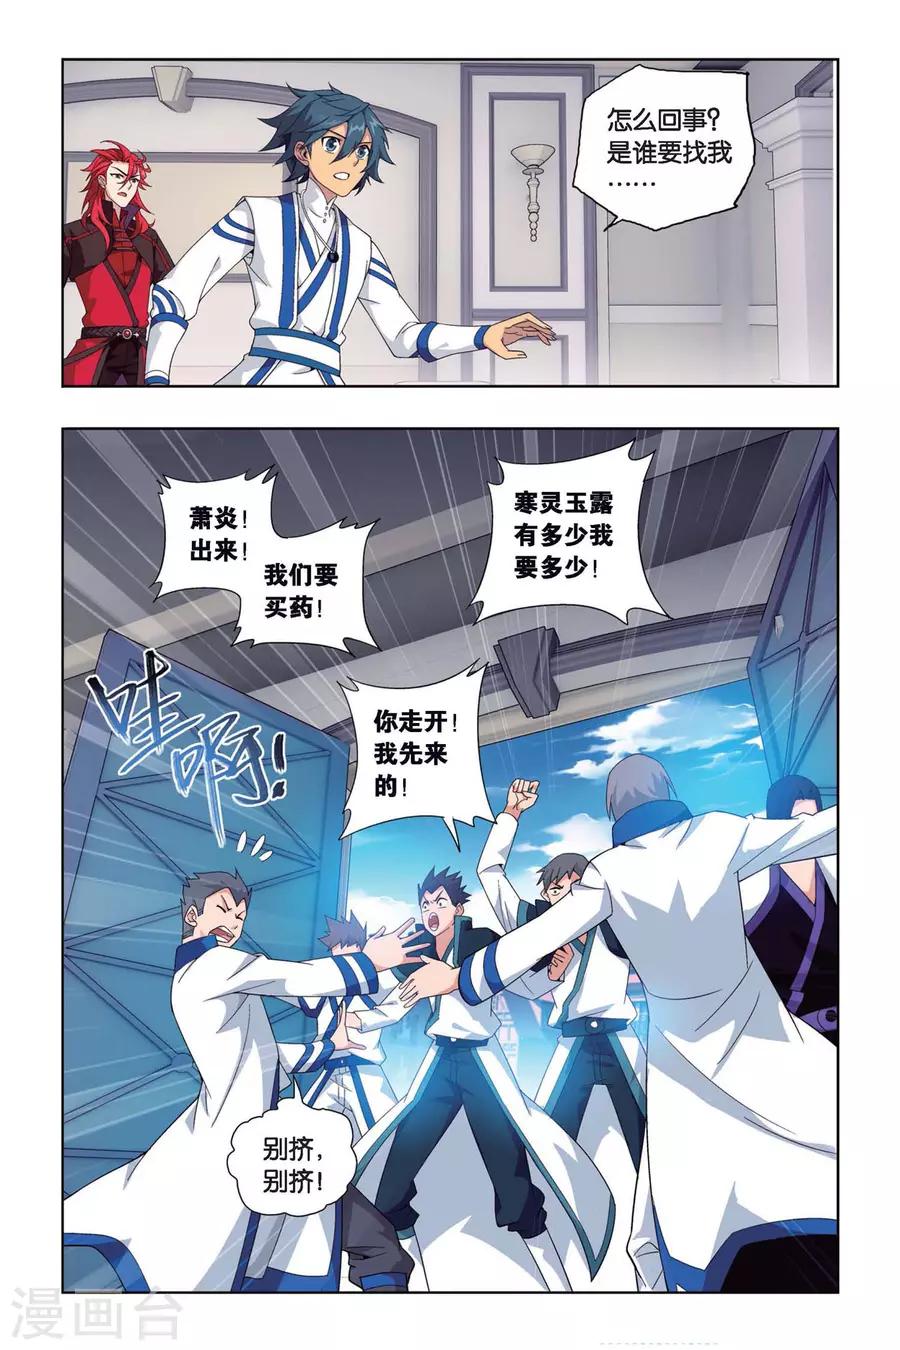 怎么回事？
是谁要找我
……
萧炎！
出来！
我们要
买药！
寒灵玉露
有多少我
要多少！
哇啊！
你走开！
我先来
的！
别挤，
别挤！
漫画台